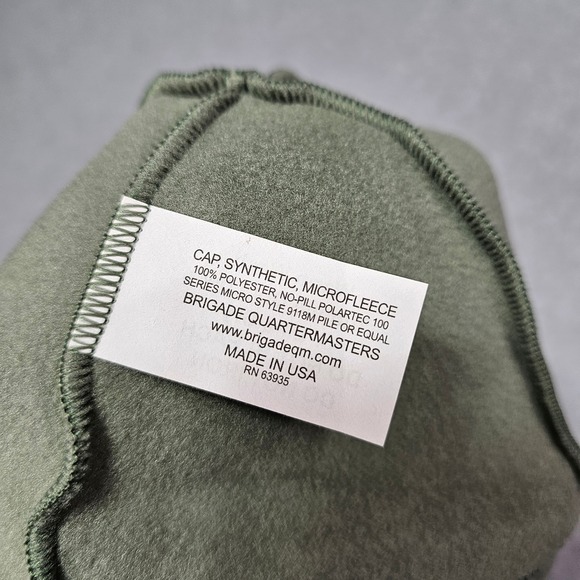 CAP, SYNTHETIC, MICROFLEECE
100% POLYESTER, NO-PILL POLARTEC 100
SERIES MICRO STYLE 9118M PILE OR EQUAL
BRIGADE QUARTERMASTERS
www.brigadeqm.com
MADE IN USA
RN 63935